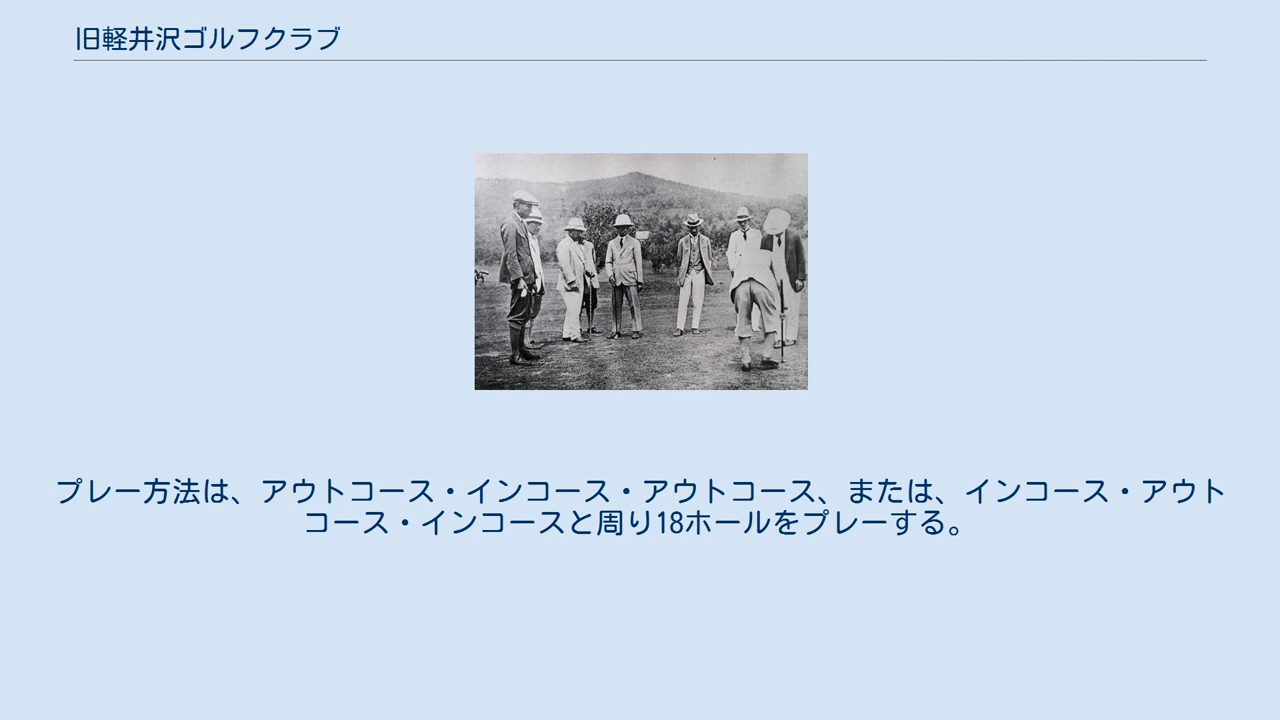 旧軽井沢ゴルフクラブ
プレー方法は、アウトコース・インコース・アウトコース、または、インコース・アウト
コース・インコースと周り18ホールをプレーする。